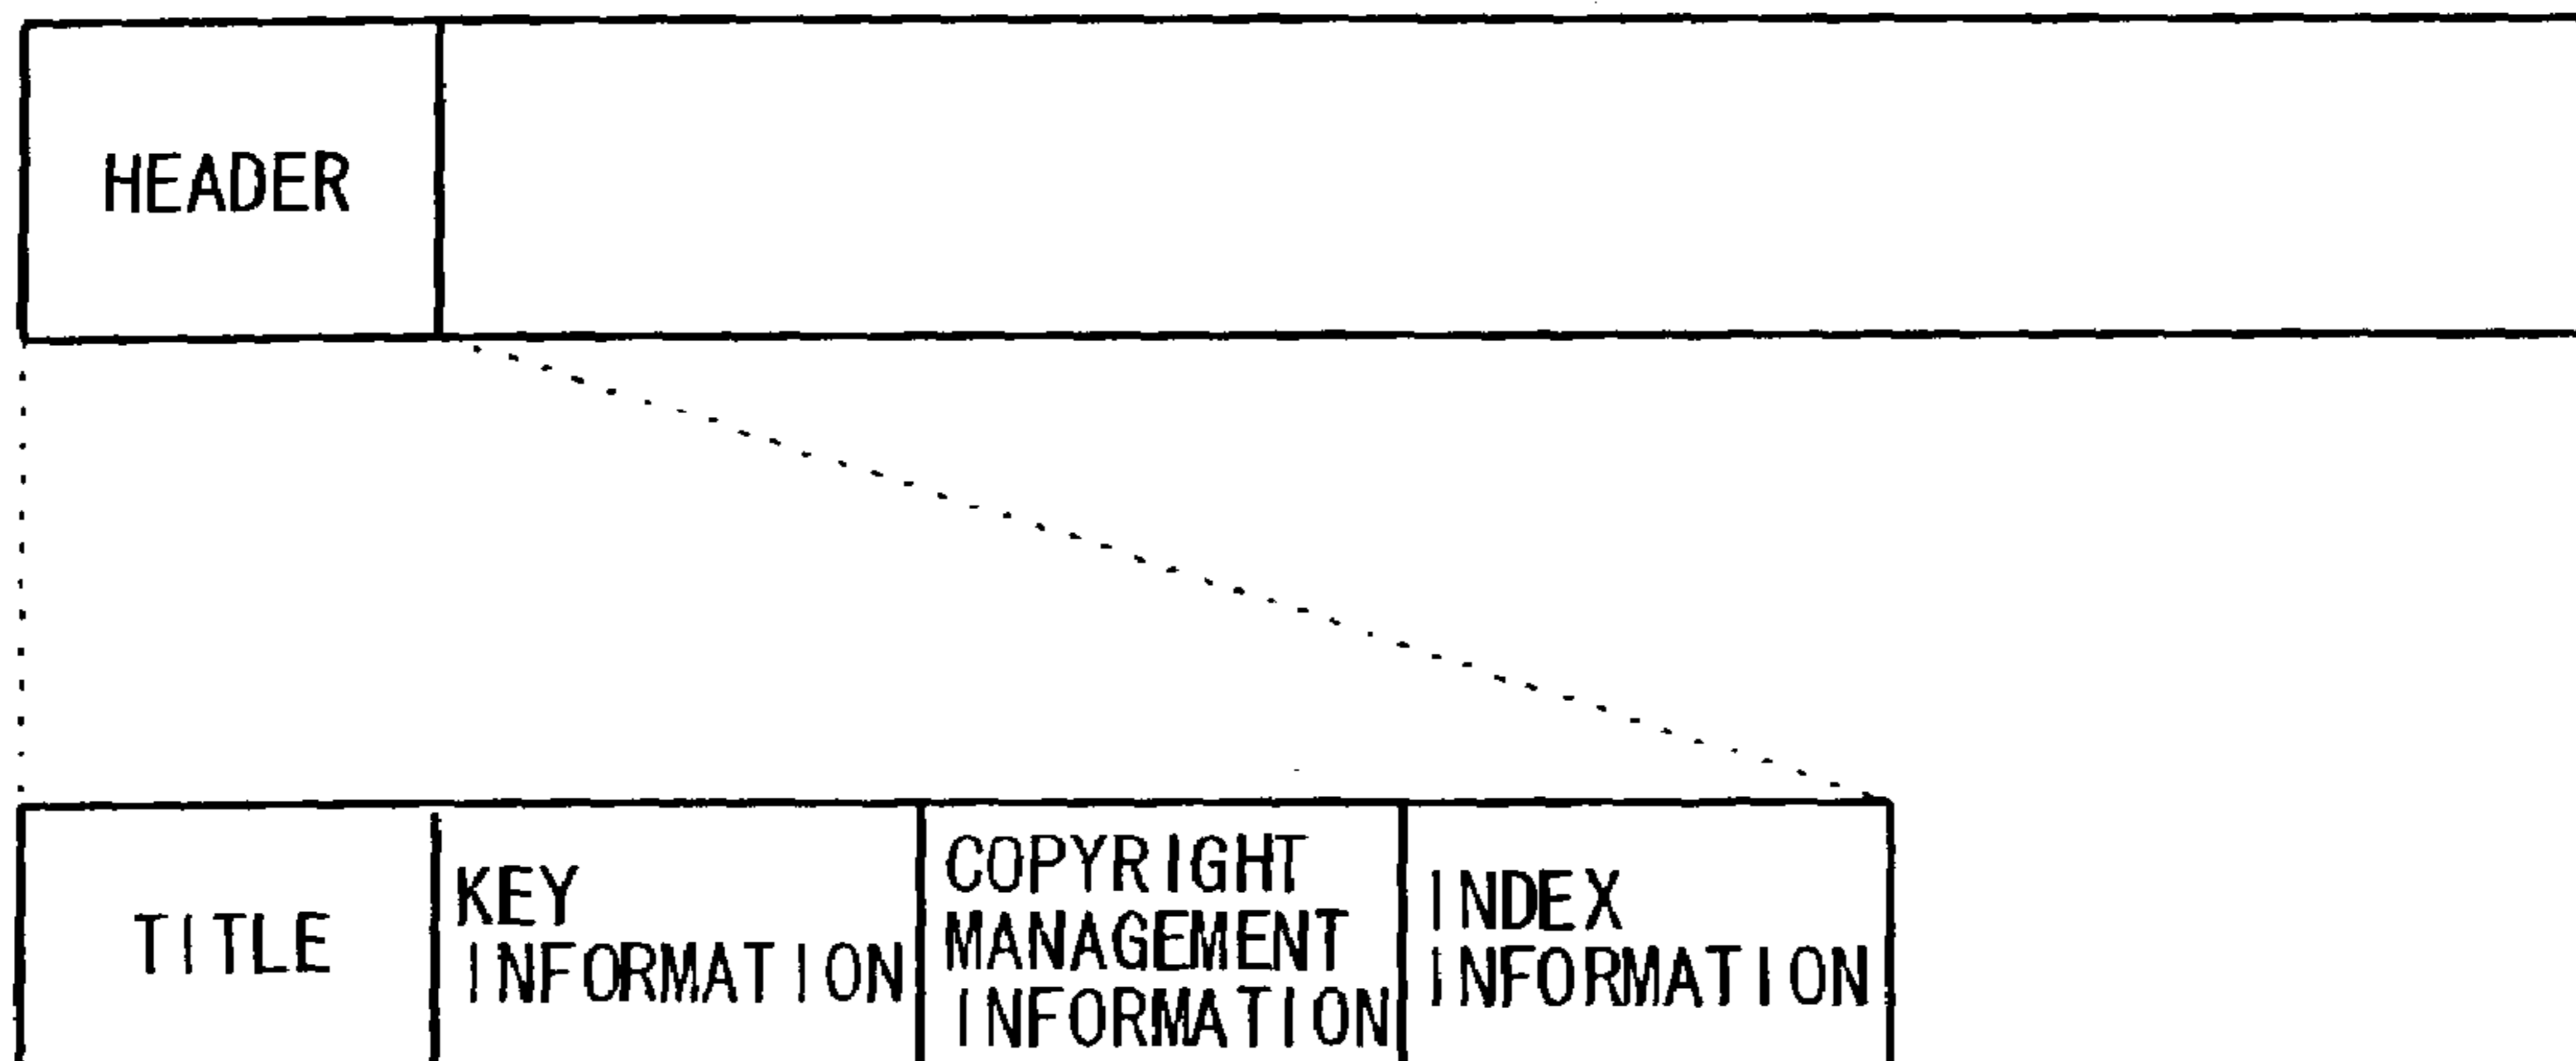 HEADER
TITLE
KEY
INFORMATION
COPYRIGHT
MANAGEMENT
INFORMATION
INDEX
INFORMATION